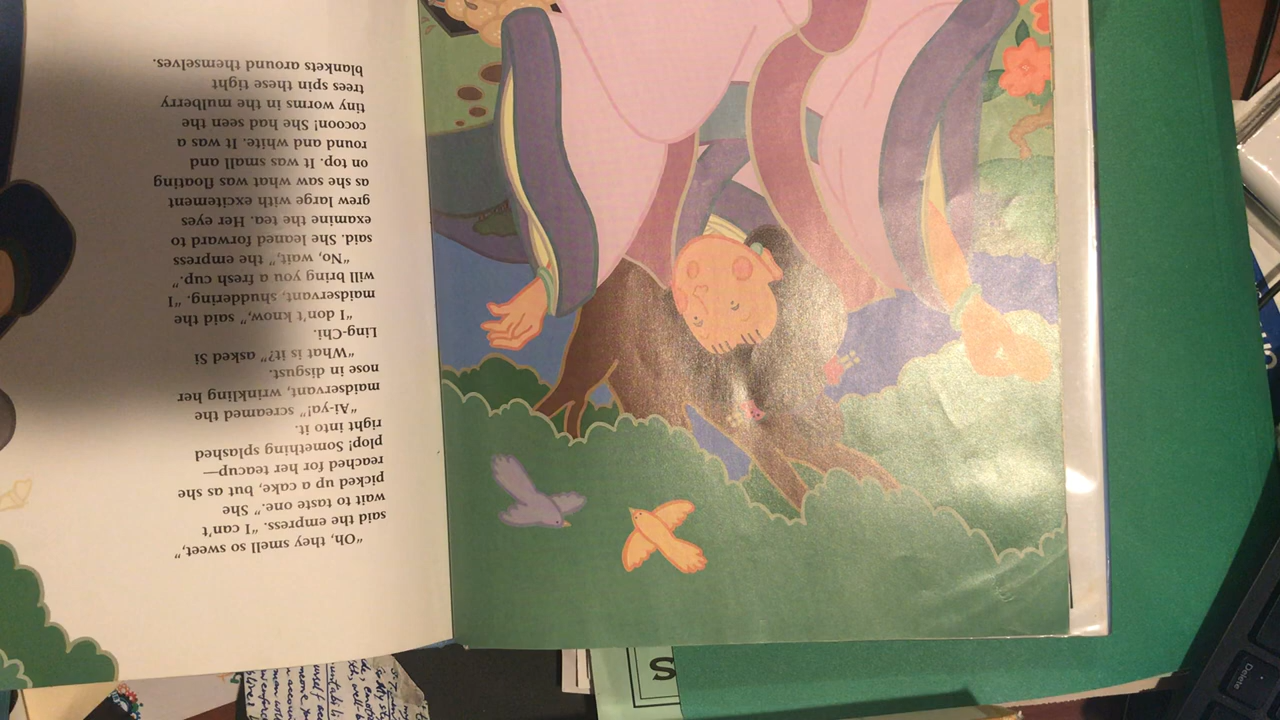 "Oh, they smell so sweet,"
said the empress. "I can't
wait to taste one." She
picked up a cake, but as she
reached for her teacup—
plop! Something splashed
right into it.
"Ai-ya!" screamed the
maidservant, wrinkling her
nose in disgust.
"What is it?" asked Si
Ling-Chi.
"I don't know," said the
maidservant, shuddering. "I
will bring you a fresh cup."
"No, wait," the empress
said. She leaned forward to
examine the tea. Her eyes
grew large with excitement
as she saw what was floating
on top. It was small and
round and white. It was a
cocoon! She had seen the
tiny worms in the mulberry
trees spin these tight
blankets around themselves.
S
Delete